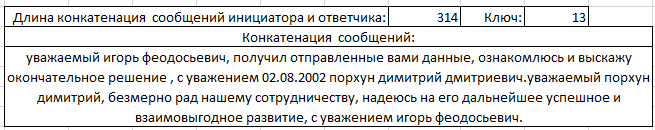 Длина конкатенация сообщений инициатора и ответчика: 314 Ключ: 13
Конкатенация сообщений:
уважаемый игорь феодосьевич, получил отправленные вами данные, ознакомлюсь и выскажу
окончательное решение , с уважением 02.08.2002 порхун димитрий дмитриевич.уважаемый порхун
димитрий, безмерно рад нашему сотрудничеству, надеюсь на его дальнейшее успешное и
взаимовыгодное развитие, с уважением игорь феодосьевич.